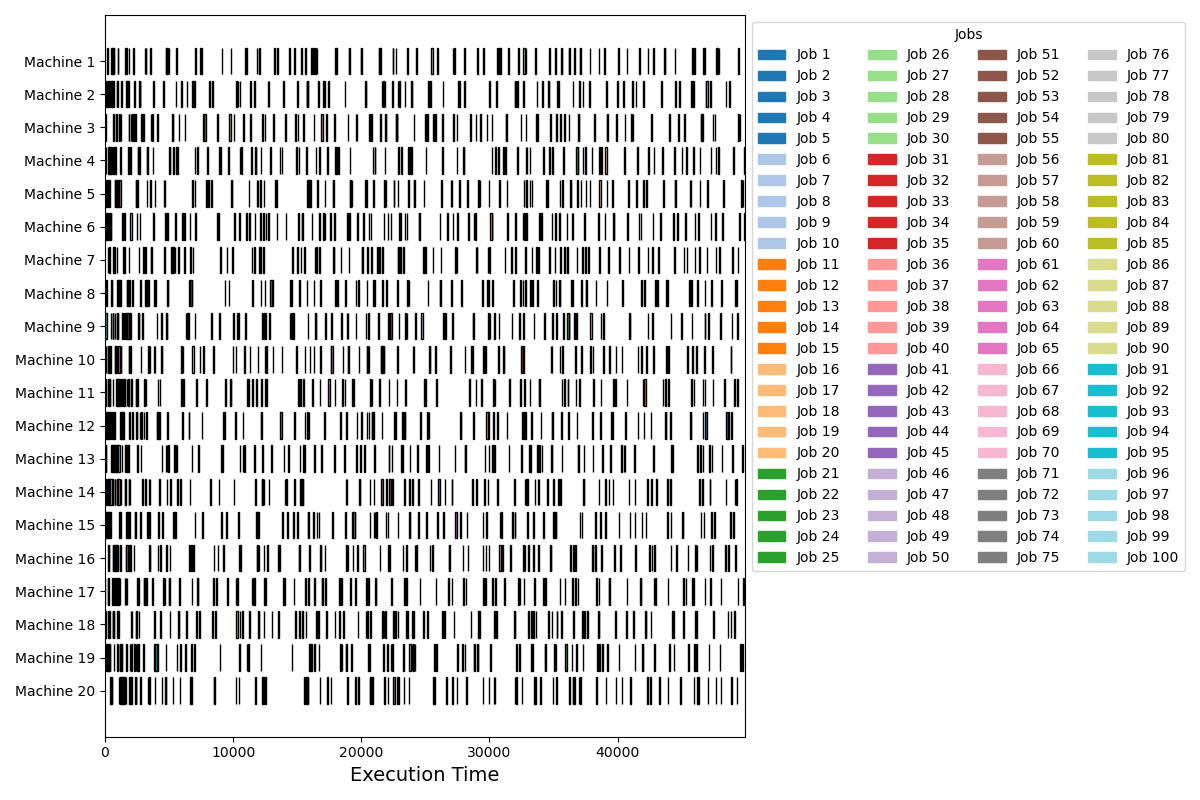 Machine 1
Machine 2
Machine 3
Machine 4
Machine 5
Machine 6
Machine 7
Machine 8
Machine 9
Machine 10
Machine 11
Machine 12
Machine 13
Machine 14
Machine 15
Machine 16
Machine 17
Machine 18
Machine 19
Machine 20
0 10000 20000 30000 40000
Execution Time
Jobs
Job 1 Job 26 Job 51 Job 76
Job 2 Job 27 Job 52 Job 77
Job 3 Job 28 Job 53 Job 78
Job 4 Job 29 Job 54 Job 79
Job 5 Job 30 Job 55 Job 80
Job 6 Job 31 Job 56 Job 81
Job 7 Job 32 Job 57 Job 82
Job 8 Job 33 Job 58 Job 83
Job 9 Job 34 Job 59 Job 84
Job 10 Job 35 Job 60 Job 85
Job 11 Job 36 Job 61 Job 86
Job 12 Job 37 Job 62 Job 87
Job 13 Job 38 Job 63 Job 88
Job 14 Job 39 Job 64 Job 89
Job 15 Job 40 Job 65 Job 90
Job 16 Job 41 Job 66 Job 91
Job 17 Job 42 Job 67 Job 92
Job 18 Job 43 Job 68 Job 93
Job 19 Job 44 Job 69 Job 94
Job 20 Job 45 Job 70 Job 95
Job 21 Job 46 Job 71 Job 96
Job 22 Job 47 Job 72 Job 97
Job 23 Job 48 Job 73 Job 98
Job 24 Job 49 Job 74 Job 99
Job 25 Job 50 Job 75 Job 100